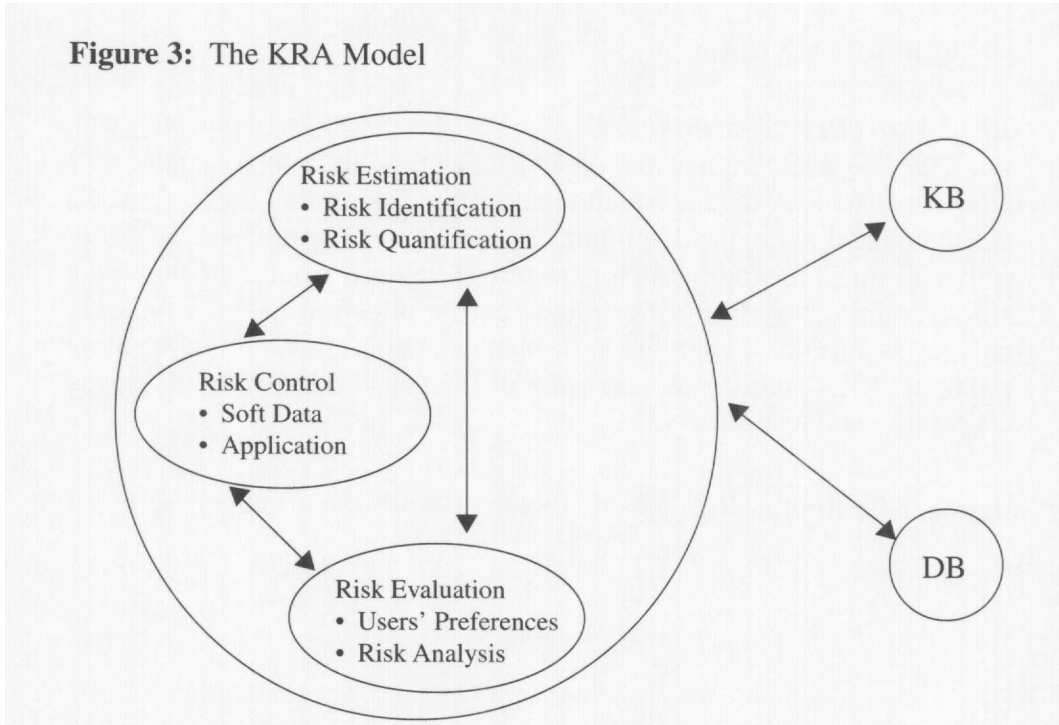 Figure 3: The KRA Model
Risk Estimation
• Risk Identification
• Risk Quantification
KB
Risk Control
• Soft Data
• Application
Risk Evaluation
• Users' Preferences
• Risk Analysis
DB